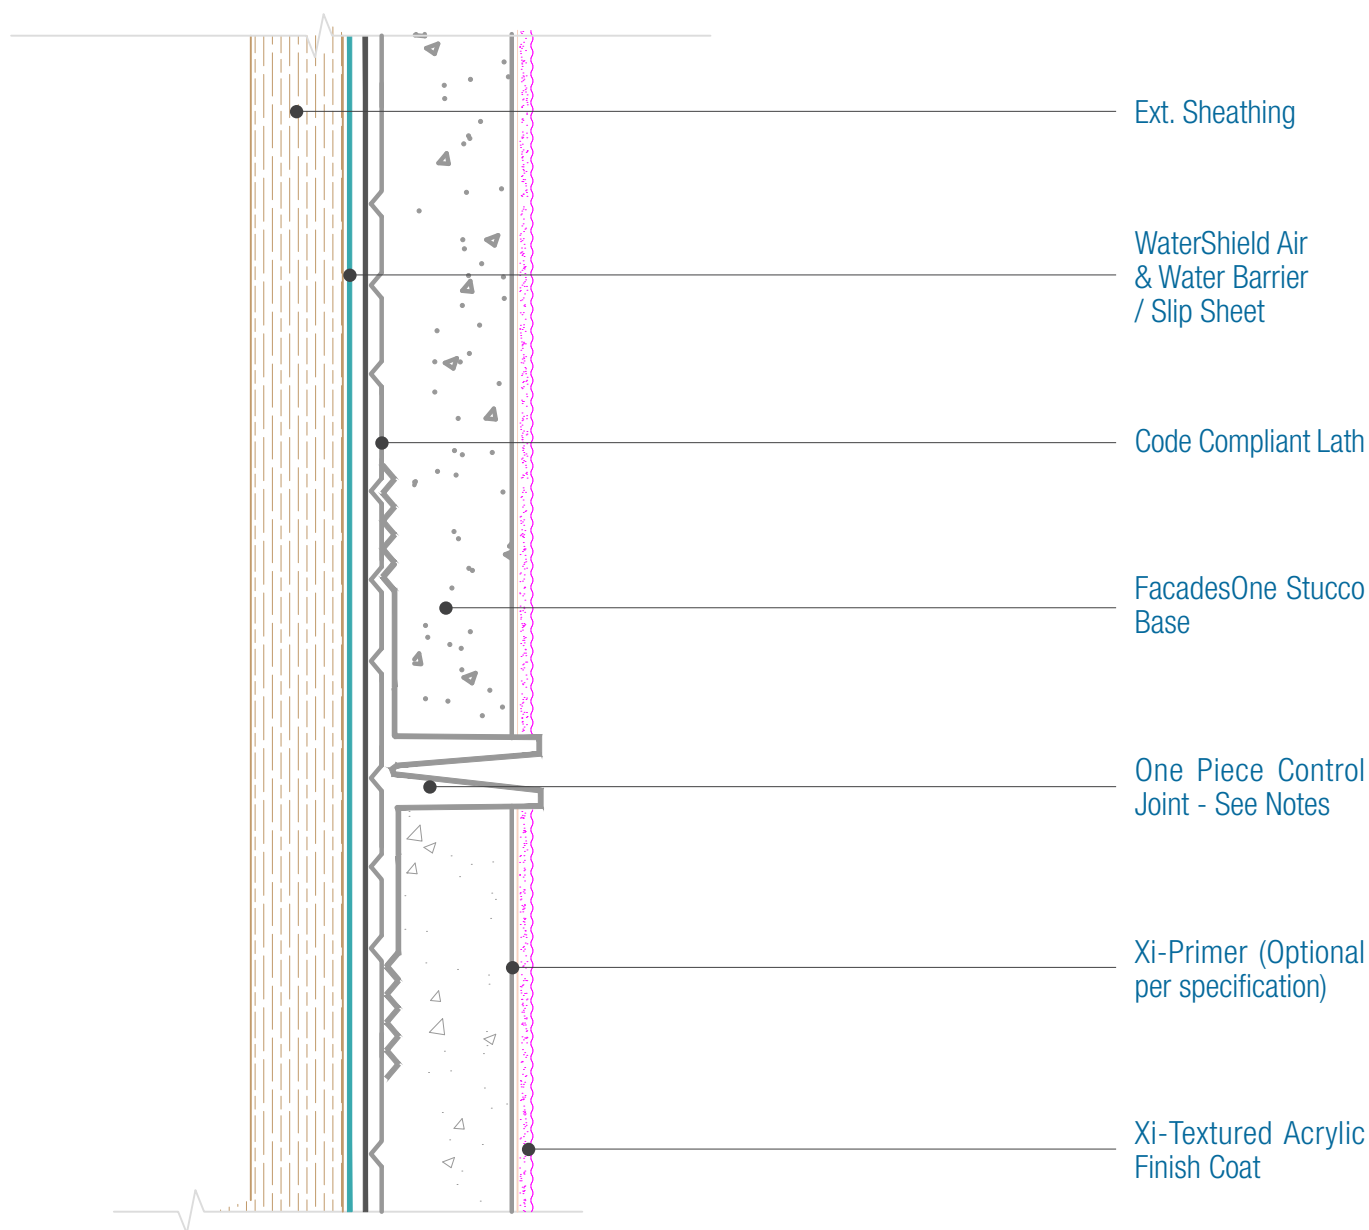 Ext. Sheathing
WaterShield Air
& Water Barrier
/ Slip Sheet
Code Compliant Lath
FacadesOne Stucco
Base
One Piece Control
Joint - See Notes
Xi-Primer (Optional
per specification)
Xi-Textured Acrylic
Finish Coat